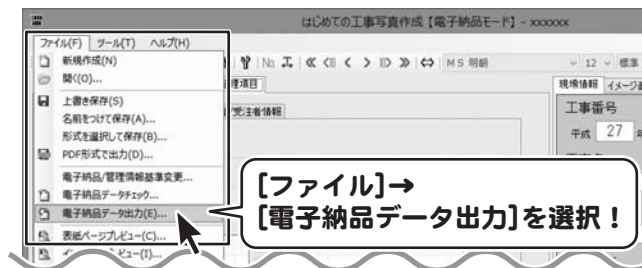 はじめての工事写真作成【電子納品モード】- xxxxxx
ファイル(F) ツール(T) ヘルプ(H)
新規作成(N)
開く(O)...
上書き保存(S)
名前をつけて保存(A)...
形式を選択して保存(B)...
PDF形式で出力(D)...
電子納品/管理情報基準変更...
電子納品データチェック...
電子納品データ出力(E)...
表紙ページプレビュー(C)...
No. MS 明朝 12 標準
理項目
受注者情報
現場情報
工事番号
平成 27
[ファイル]→
[電子納品データ出力]を選択!